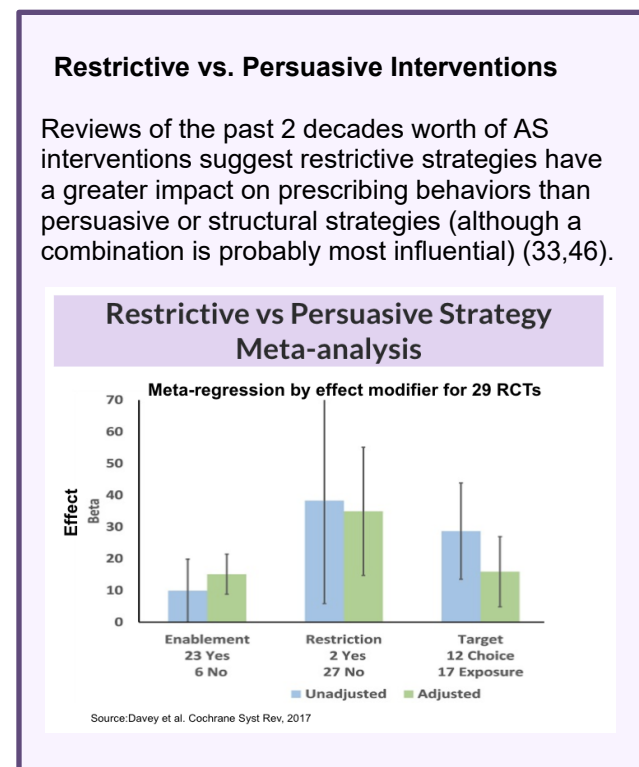 Restrictive vs. Persuasive Interventions
Reviews of the past 2 decades worth of AS
interventions suggest restrictive strategies have
a greater impact on prescribing behaviors than
persuasive or structural strategies (although a
combination is probably most influential) (33,46).
Restrictive vs Persuasive Strategy
Meta-analysis
Meta-regression by effect modifier for 29 RCTs
70
60
50
40
30
20
10
0
Effect
Beta
Enablement
23 Yes
6 No
Restriction
2 Yes
27 No
Target
12 Choice
17 Exposure
Unadjusted
Adjusted
Source:Davey et al. Cochrane Syst Rev, 2017